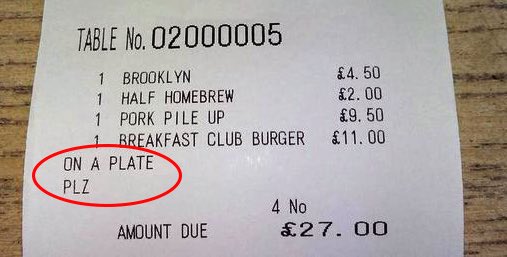 TABLE No. 02000005
1 BROOKLYN £4.50
1 HALF HOMEBREW £2.00
1 PORK PILE UP £9.50
1 BREAKFAST CLUB BURGER £11.00
ON A PLATE
PLZ
4 No
AMOUNT DUE £27.00